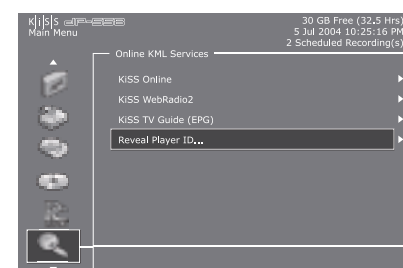 KiSS DP-558
Main Menu
30 GB Free (32.5 Hrs)
5 Jul 2004 10:25:16 PM
2 Scheduled Recording(s)
Online KML Services
KiSS Online
KiSS WebRadio2
KiSS TV Guide (EPG)
Reveal Player ID...